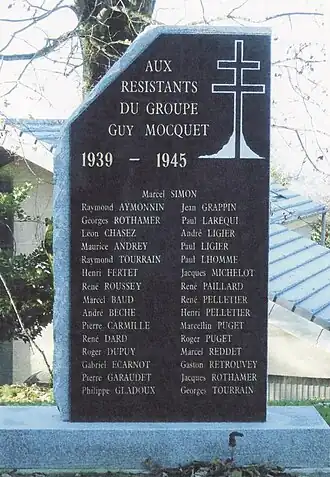 AUX
RESISTANTS
DU GROUPE
GUY MOCQUET
1939 - 1945
Marcel SIMON
Raymond AYMONNIN Jean GRAPPIN
Georges ROTHAMER Paul LAREQUI
Léon CHASEZ André LIGIER
Maurice ANDREY Paul LIGIER
Raymond TOURRAIN Paul LHOMME
Henri FERTET Jacques MICHELOT
René ROUSSEY René PAILLARD
Marcel BAUD René PELLETIER
André BECHE Henri PELLETIER
Pierre CARMILLE Marcellin PUGET
René DARD Roger PUGET
Roger DUPUY Marcel REDDET
Gabriel ECARNOT Gaston RETROUVEY
Pierre GARAUDET Jacques ROTHAMER
Philippe GLADOUX Georges TOURRAIN